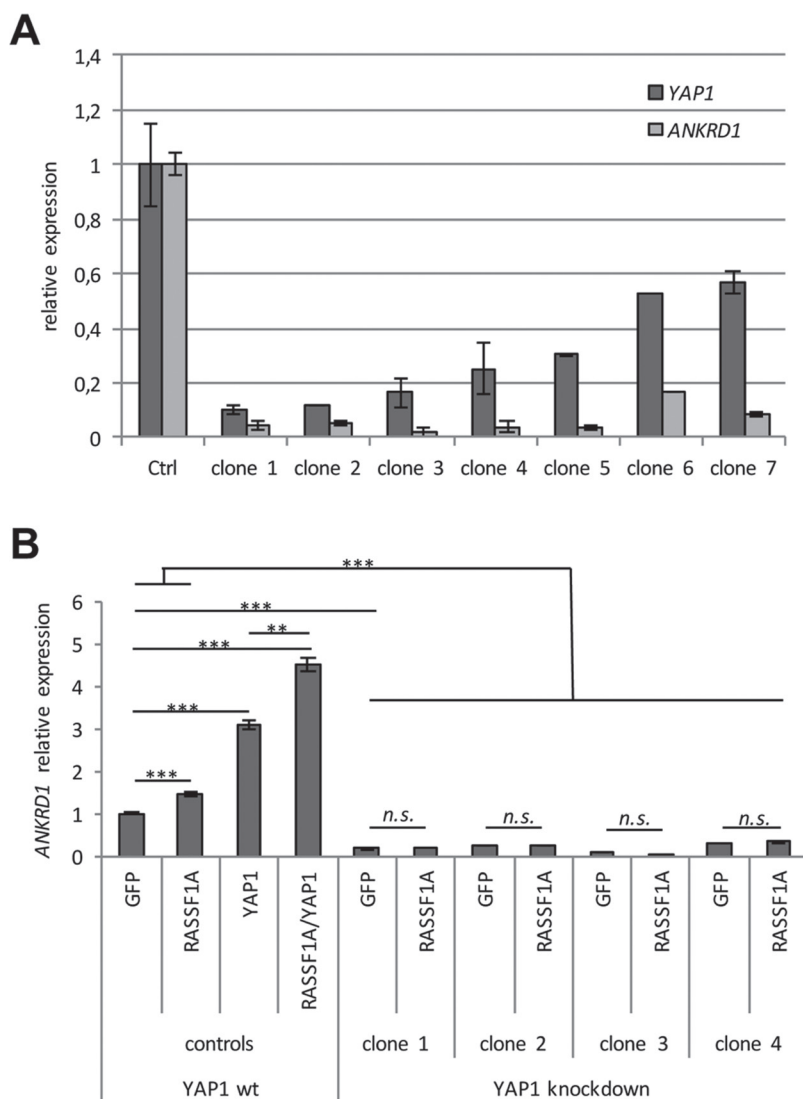 A
1,4
1,2
1
0,8
0,6
0,4
0,2
0
relative expression
YAP1
ANKRD1
Ctrl clone 1 clone 2 clone 3 clone 4 clone 5 clone 6 clone 7
B
***
***
**
***
***
***
6
5
4
3
2
1
0
ANKRD1 relative expression
n.s. n.s. n.s. n.s.
GFP RASSF1A YAP1 RASSF1A/YAP1 GFP RASSF1A GFP RASSF1A GFP RASSF1A GFP RASSF1A
controls clone 1 clone 2 clone 3 clone 4
YAP1 wt YAP1 knockdown